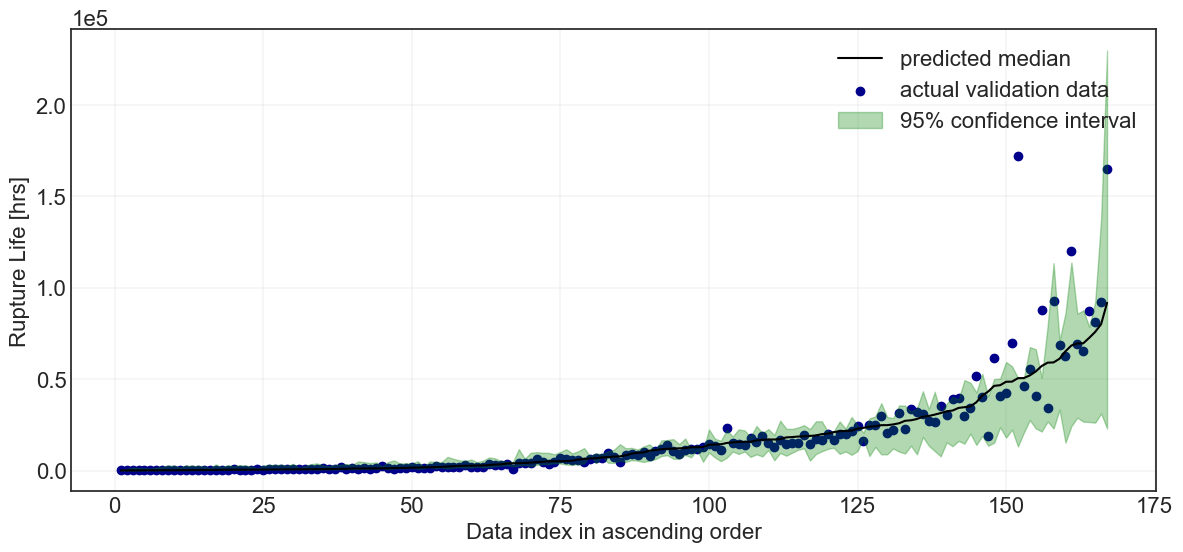 1e5
predicted median
actual validation data
95% confidence interval
2.0
1.5
1.0
0.5
0.0
Rupture Life [hrs]
0 25 50 75 100 125 150 175
Data index in ascending order